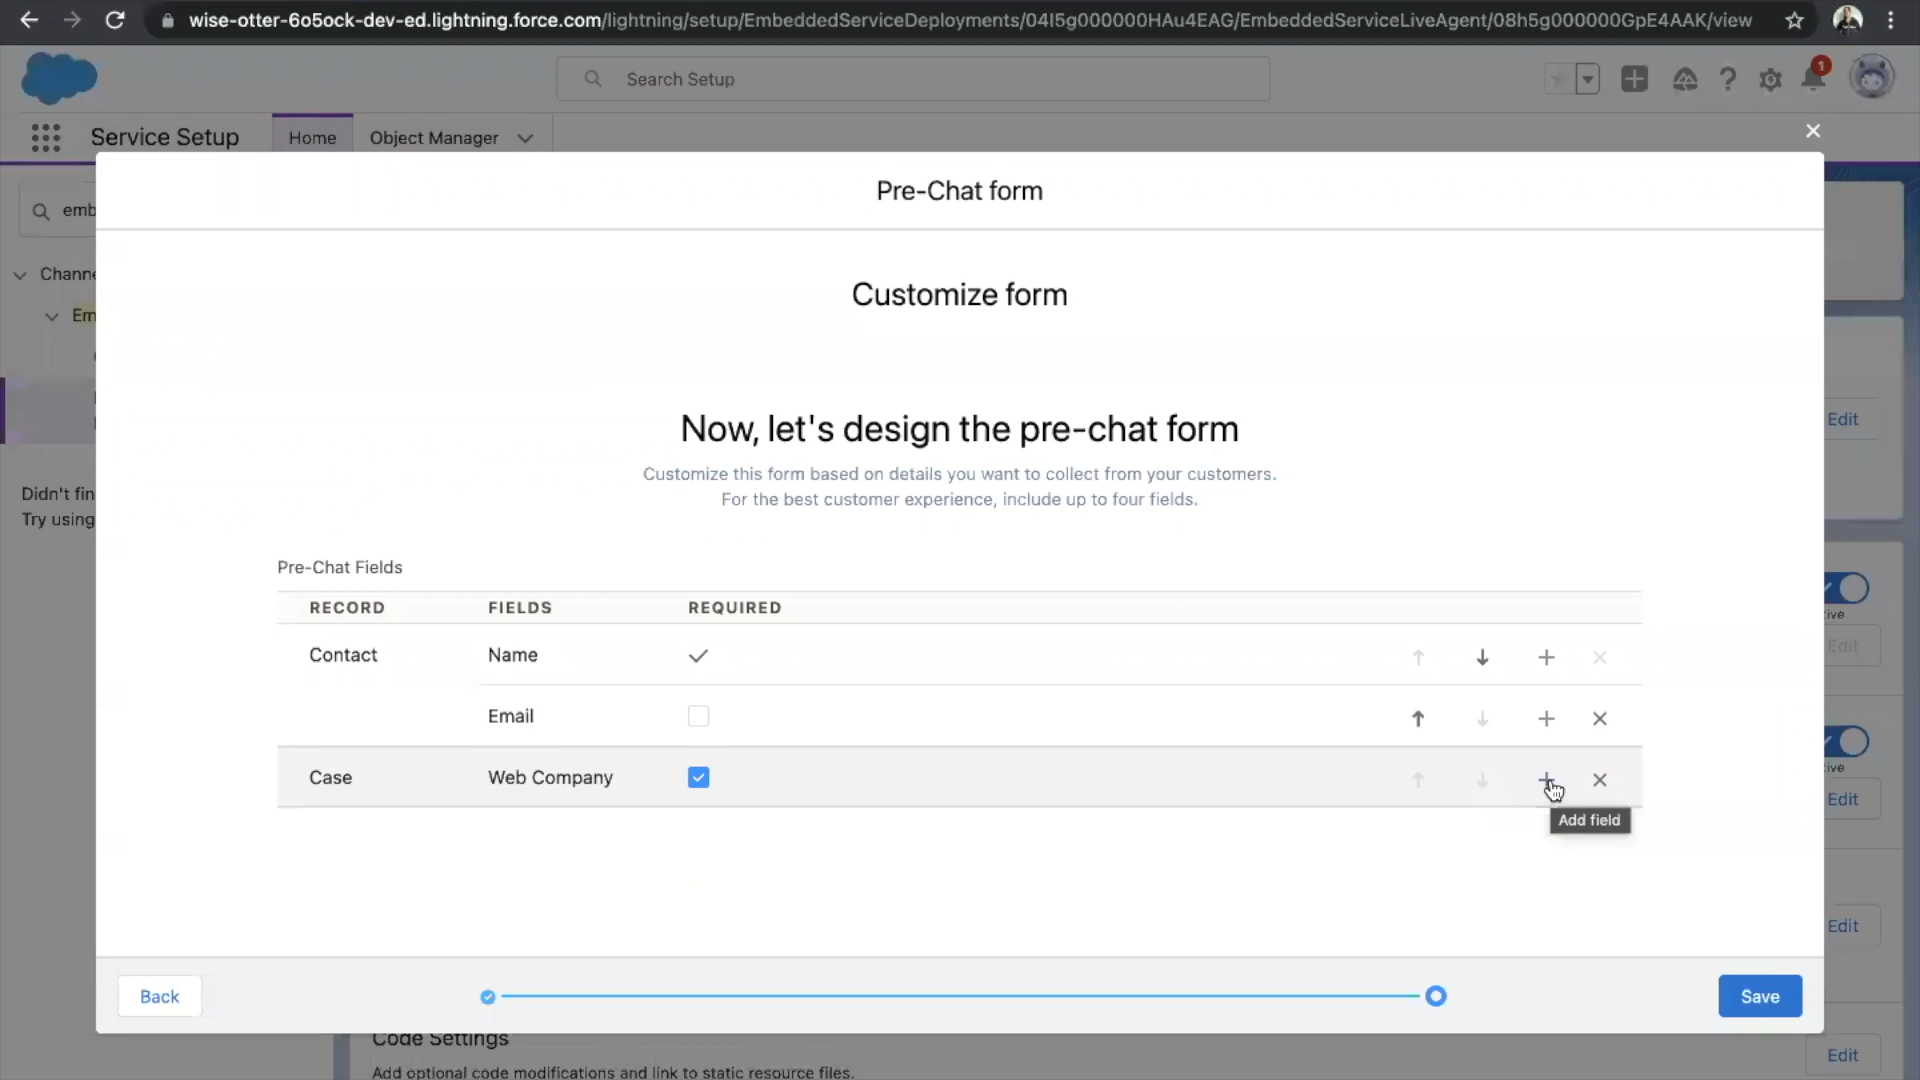 wise-otter-6o5ock-dev-ed.lightning.force.com/lightning/setup/EmbeddedServiceDeployments/04I5g000000HAu4EAG/EmbeddedServiceLiveAgent/08h5g000000GpE4AAK/view
Search Setup
1
Service Setup
Home
Object Manager
Pre-Chat form
emb
Customize form
Channe
Em
Now, let's design the pre-chat form
Edit
Customize this form based on details you want to collect from your customers.
For the best customer experience, include up to four fields.
Didn't fin
Try using
Pre-Chat Fields
RECORD FIELDS REQUIRED
tive
Contact Name
Edit
Email
Case Web Company
tive
Edit
Add field
Edit
Back
Save
Code Settings
Edit
Add optional code modifications and link to static resource files.